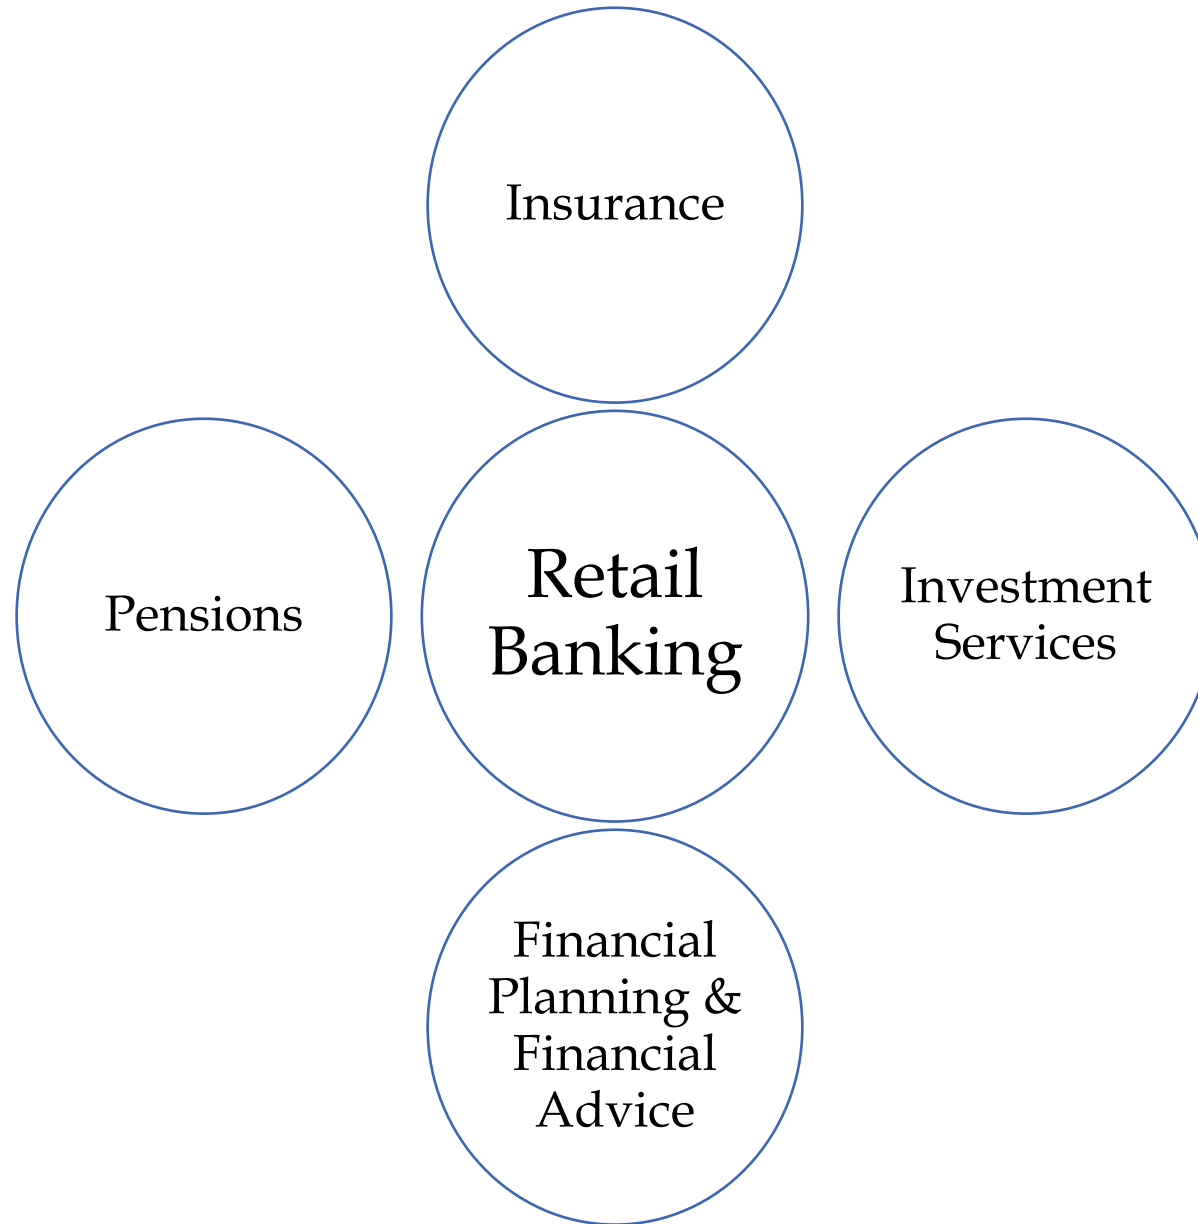 Insurance
Pensions
Retail
Banking
Investment
Services
Financial
Planning &
Financial
Advice